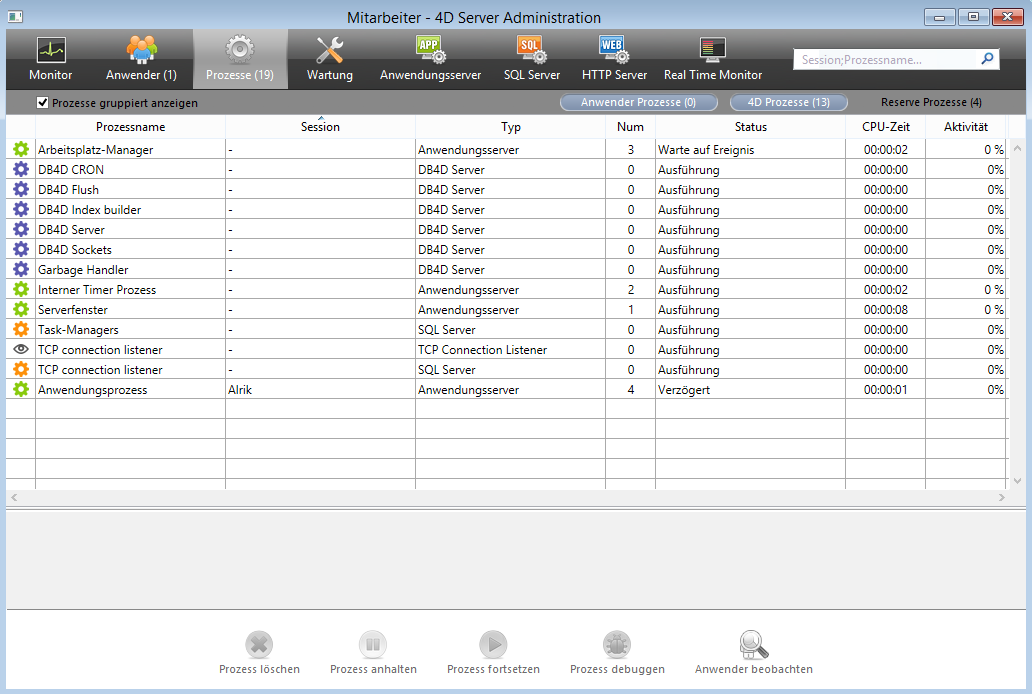 Mitarbeiter - 4D Server Administration
APP SQL WEB
Monitor Anwender (1) Prozesse (19) Wartung Anwendungsserver SQL Server HTTP Server Real Time Monitor Session;Prozessname...
Prozesse gruppiert anzeigen Anwender Prozesse (0) 4D Prozesse (13) Reserve Prozesse (4)
Prozessname Session Typ Num Status CPU-Zeit Aktivität
Arbeitsplatz-Manager - Anwendungsserver 3 Warte auf Ereignis 00:00:02 0 %
DB4D CRON - DB4D Server 0 Ausführung 00:00:00 0%
DB4D Flush - DB4D Server 0 Ausführung 00:00:00 0%
DB4D Index builder - DB4D Server 0 Ausführung 00:00:00 0%
DB4D Server - DB4D Server 0 Ausführung 00:00:00 0%
DB4D Sockets - DB4D Server 0 Ausführung 00:00:00 0%
Garbage Handler - DB4D Server 0 Ausführung 00:00:00 0%
Interner Timer Prozess - Anwendungsserver 2 Ausführung 00:00:02 0 %
Serverfenster - Anwendungsserver 1 Ausführung 00:00:08 0 %
Task-Managers - SQL Server 0 Ausführung 00:00:00 0%
TCP connection listener - TCP Connection Listener 0 Ausführung 00:00:00 0%
TCP connection listener - SQL Server 0 Ausführung 00:00:00 0%
Anwendungsprozess Alrik Anwendungsserver 4 Verzögert 00:00:01 0%
Prozess löschen Prozess anhalten Prozess fortsetzen Prozess debuggen Anwender beobachten